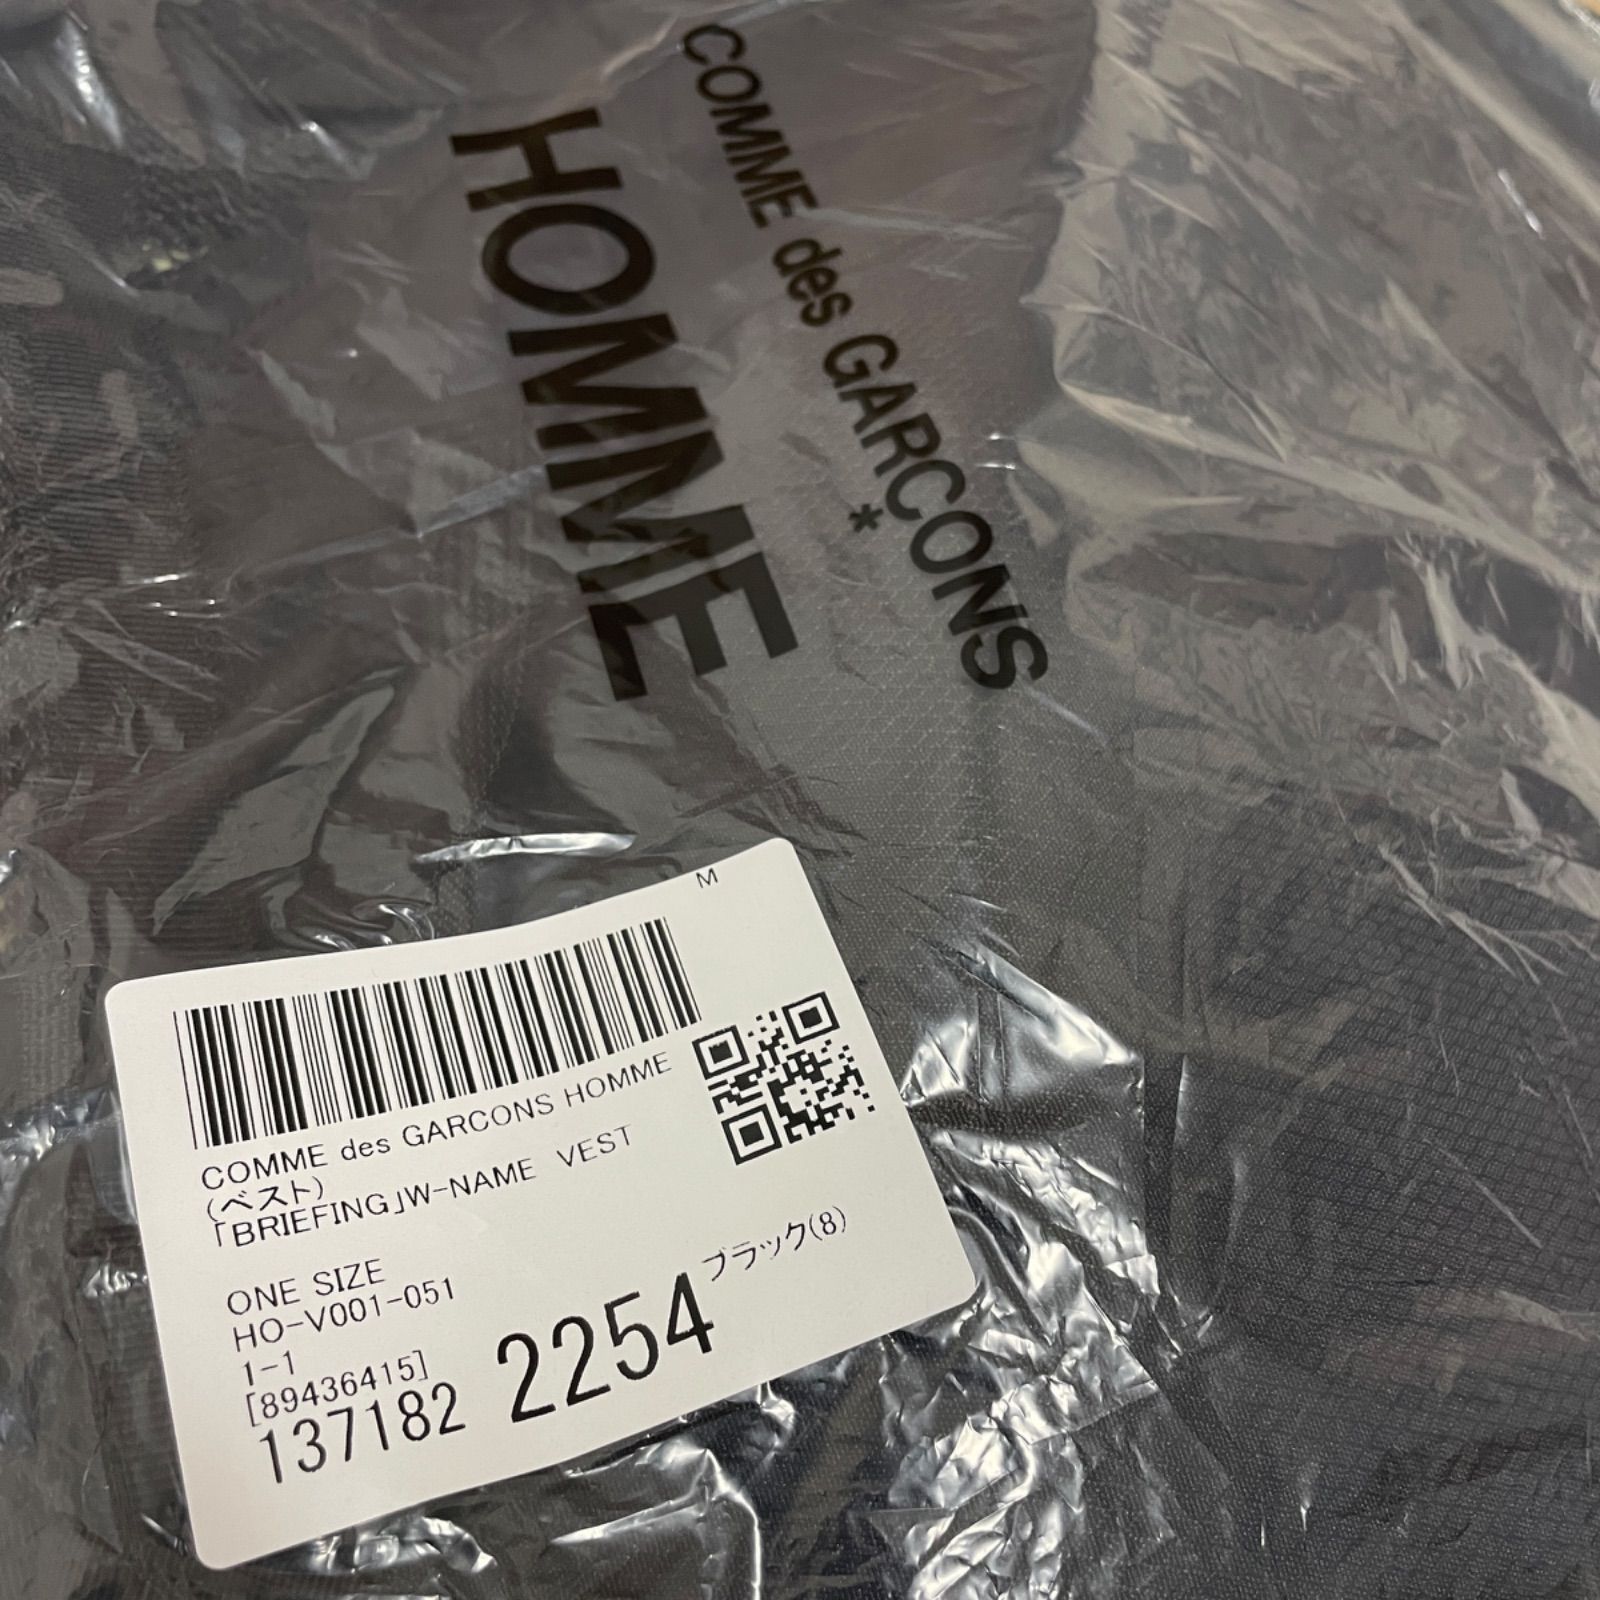 COMME des GARÇONS
*
HOMME
M
COMME des GARCONS HOMME
(ベスト)
「BRIEFING」W-NAME VEST
ONE SIZE
HO-V001-051
ブラック(8)
1-1
[89436415]
137182 2254